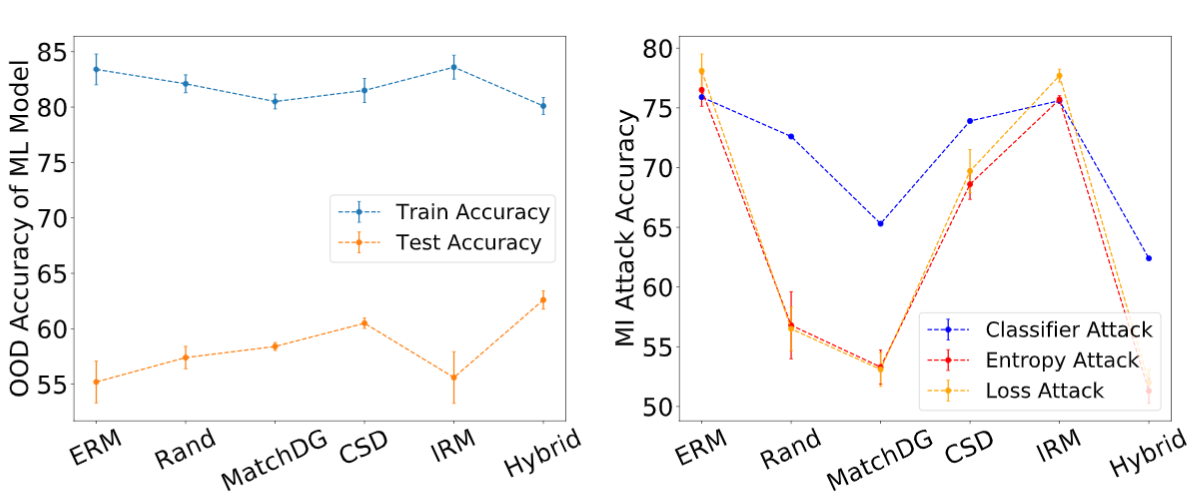 OOD Accuracy of ML Model
85
80
75
70
65
60
55
Train Accuracy
Test Accuracy
ERM
Rand
MatchDG
CSD
IRM
Hybrid
MI Attack Accuracy
80
75
70
65
60
55
50
Classifier Attack
Entropy Attack
Loss Attack
ERM
Rand
MatchDG
CSD
IRM
Hybrid